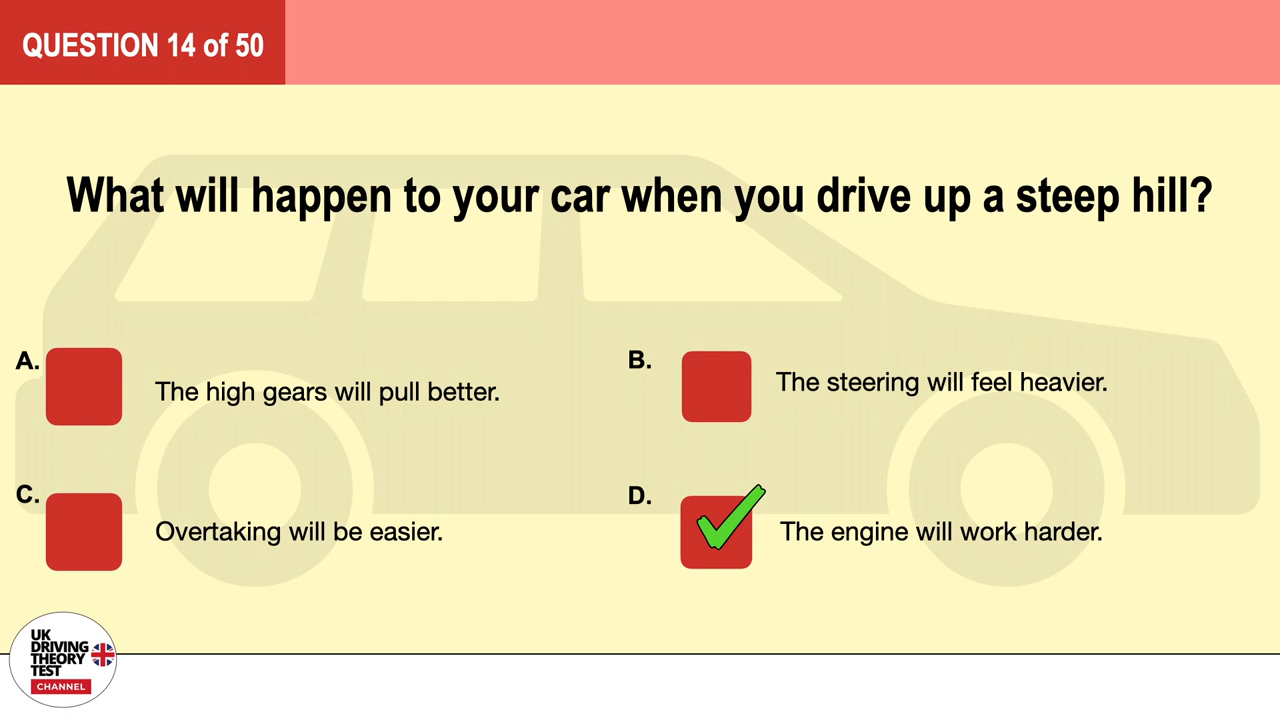 QUESTION 14 of 50
What will happen to your car when you drive up a steep hill?
A.
The high gears will pull better.
B.
The steering will feel heavier.
C.
Overtaking will be easier.
D.
The engine will work harder.
UK
DRIVING
THEORY
TEST
CHANNEL